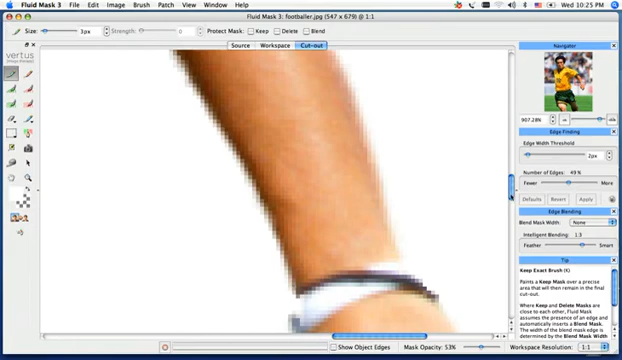 Fluid Mask 3 File Edit Image Brush Patch View Window Help
Wed 10:25 PM
Fluid Mask 3: footballer.jpg (547 x 679) @ 1:1
Size: 3px Strength: 0 Protect Mask: Keep Delete Blend
Source Workspace Cut-out
vertus
Navigator
907.28%
Edge Finding
Edge Width Threshold
2px
Number of Edges: 49 %
Fewer More
Defaults Revert Apply
Edge Blending
Blend Mask Width: None
Intelligent Blending: 1.3
Feather Smart
Tip
Keep Exact Brush (K)
Paints a Keep Mask over a precise
area that will then remain in the final
cut-out.
Where Keep and Delete Masks are
close to each other, Fluid Mask
assumes the presence of an edge and
automatically inserts a Blend Mask.
The width of the blend mask edge is
determined by the Blend Mask Width
Show Object Edges Mask Opacity: 53% Workspace Resolution: 1:1